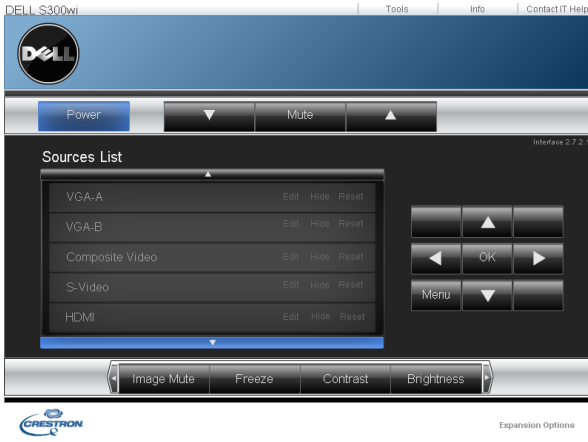 DELL S300wi
Tools Info Contact IT Help
DELL
Power Mute
Interface 2.7.2.1
Sources List
VGA-A Edit Hide Reset
VGA-B Edit Hide Reset
Composite Video Edit Hide Reset
S-Video Edit Hide Reset
HDMI Edit Hide Reset
OK
Menu
Image Mute Freeze Contrast Brightness
CRESTRON
Expansion Options